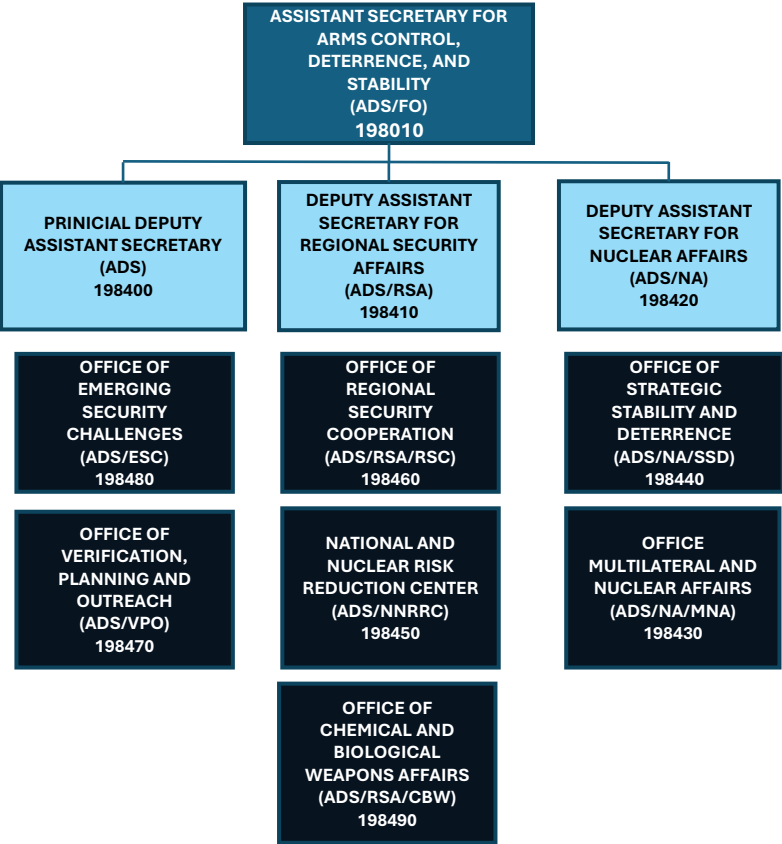 ASSISTANT SECRETARY FOR
ARMS CONTROL,
DETERRENCE, AND
STABILITY
(ADS/FO)
198010
PRINICIAL DEPUTY
ASSISTANT SECRETARY
(ADS)
198400
DEPUTY ASSISTANT
SECRETARY FOR
REGIONAL SECURITY
AFFAIRS
(ADS/RSA)
198410
DEPUTY ASSISTANT
SECRETARY FOR
NUCLEAR AFFAIRS
(ADS/NA)
198420
OFFICE OF
EMERGING
SECURITY
CHALLENGES
(ADS/ESC)
198480
OFFICE OF
REGIONAL
SECURITY
COOPERATION
(ADS/RSA/RSC)
198460
OFFICE OF
STRATEGIC
STABILITY AND
DETERRENCE
(ADS/NA/SSD)
198440
OFFICE OF
VERIFICATION,
PLANNING AND
OUTREACH
(ADS/VPO)
198470
NATIONAL AND
NUCLEAR RISK
REDUCTION CENTER
(ADS/NNRRC)
198450
OFFICE
MULTILATERAL AND
NUCLEAR AFFAIRS
(ADS/NA/MNA)
198430
OFFICE OF
CHEMICAL AND
BIOLOGICAL
WEAPONS AFFAIRS
(ADS/RSA/CBW)
198490